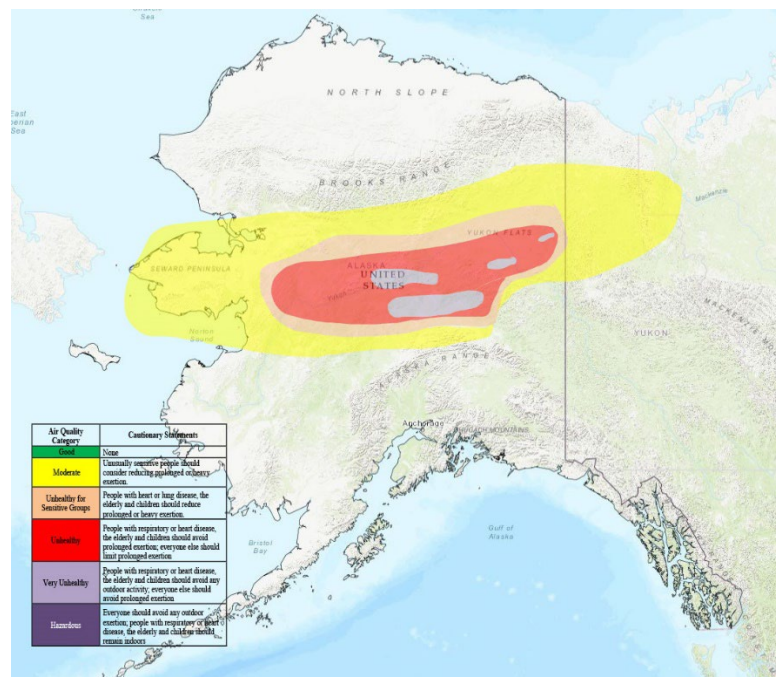 Sea
East
Sea
NORTH SLOPE
BROOKS RANGE
Mackenzie
YUKON FLATS
SEWARD PENINSULA
ALASKA
UNITED
STATES
Norton
Sound
YUKON
ALASKA RANGE
Anchorage
Gulf of
Alaska
Bristol
Bay
Air Quality
Category
Cautionary Statements
Good
None
Moderate
Unusually sensitive people should
consider reducing prolonged or heavy
exertion.
Unhealthy for
Sensitive Groups
People with heart or lung disease, the
elderly and children should reduce
prolonged or heavy exertion.
Unhealthy
People with respiratory or heart disease,
the elderly and children should avoid
prolonged exertion; everyone else should
limit prolonged exertion
Very Unhealthy
People with respiratory or heart disease,
the elderly and children should avoid any
outdoor activity; everyone else should
avoid prolonged exertion
Hazardous
Everyone should avoid any outdoor
exertion; people with respiratory or heart
disease, the elderly and children should
remain indoors